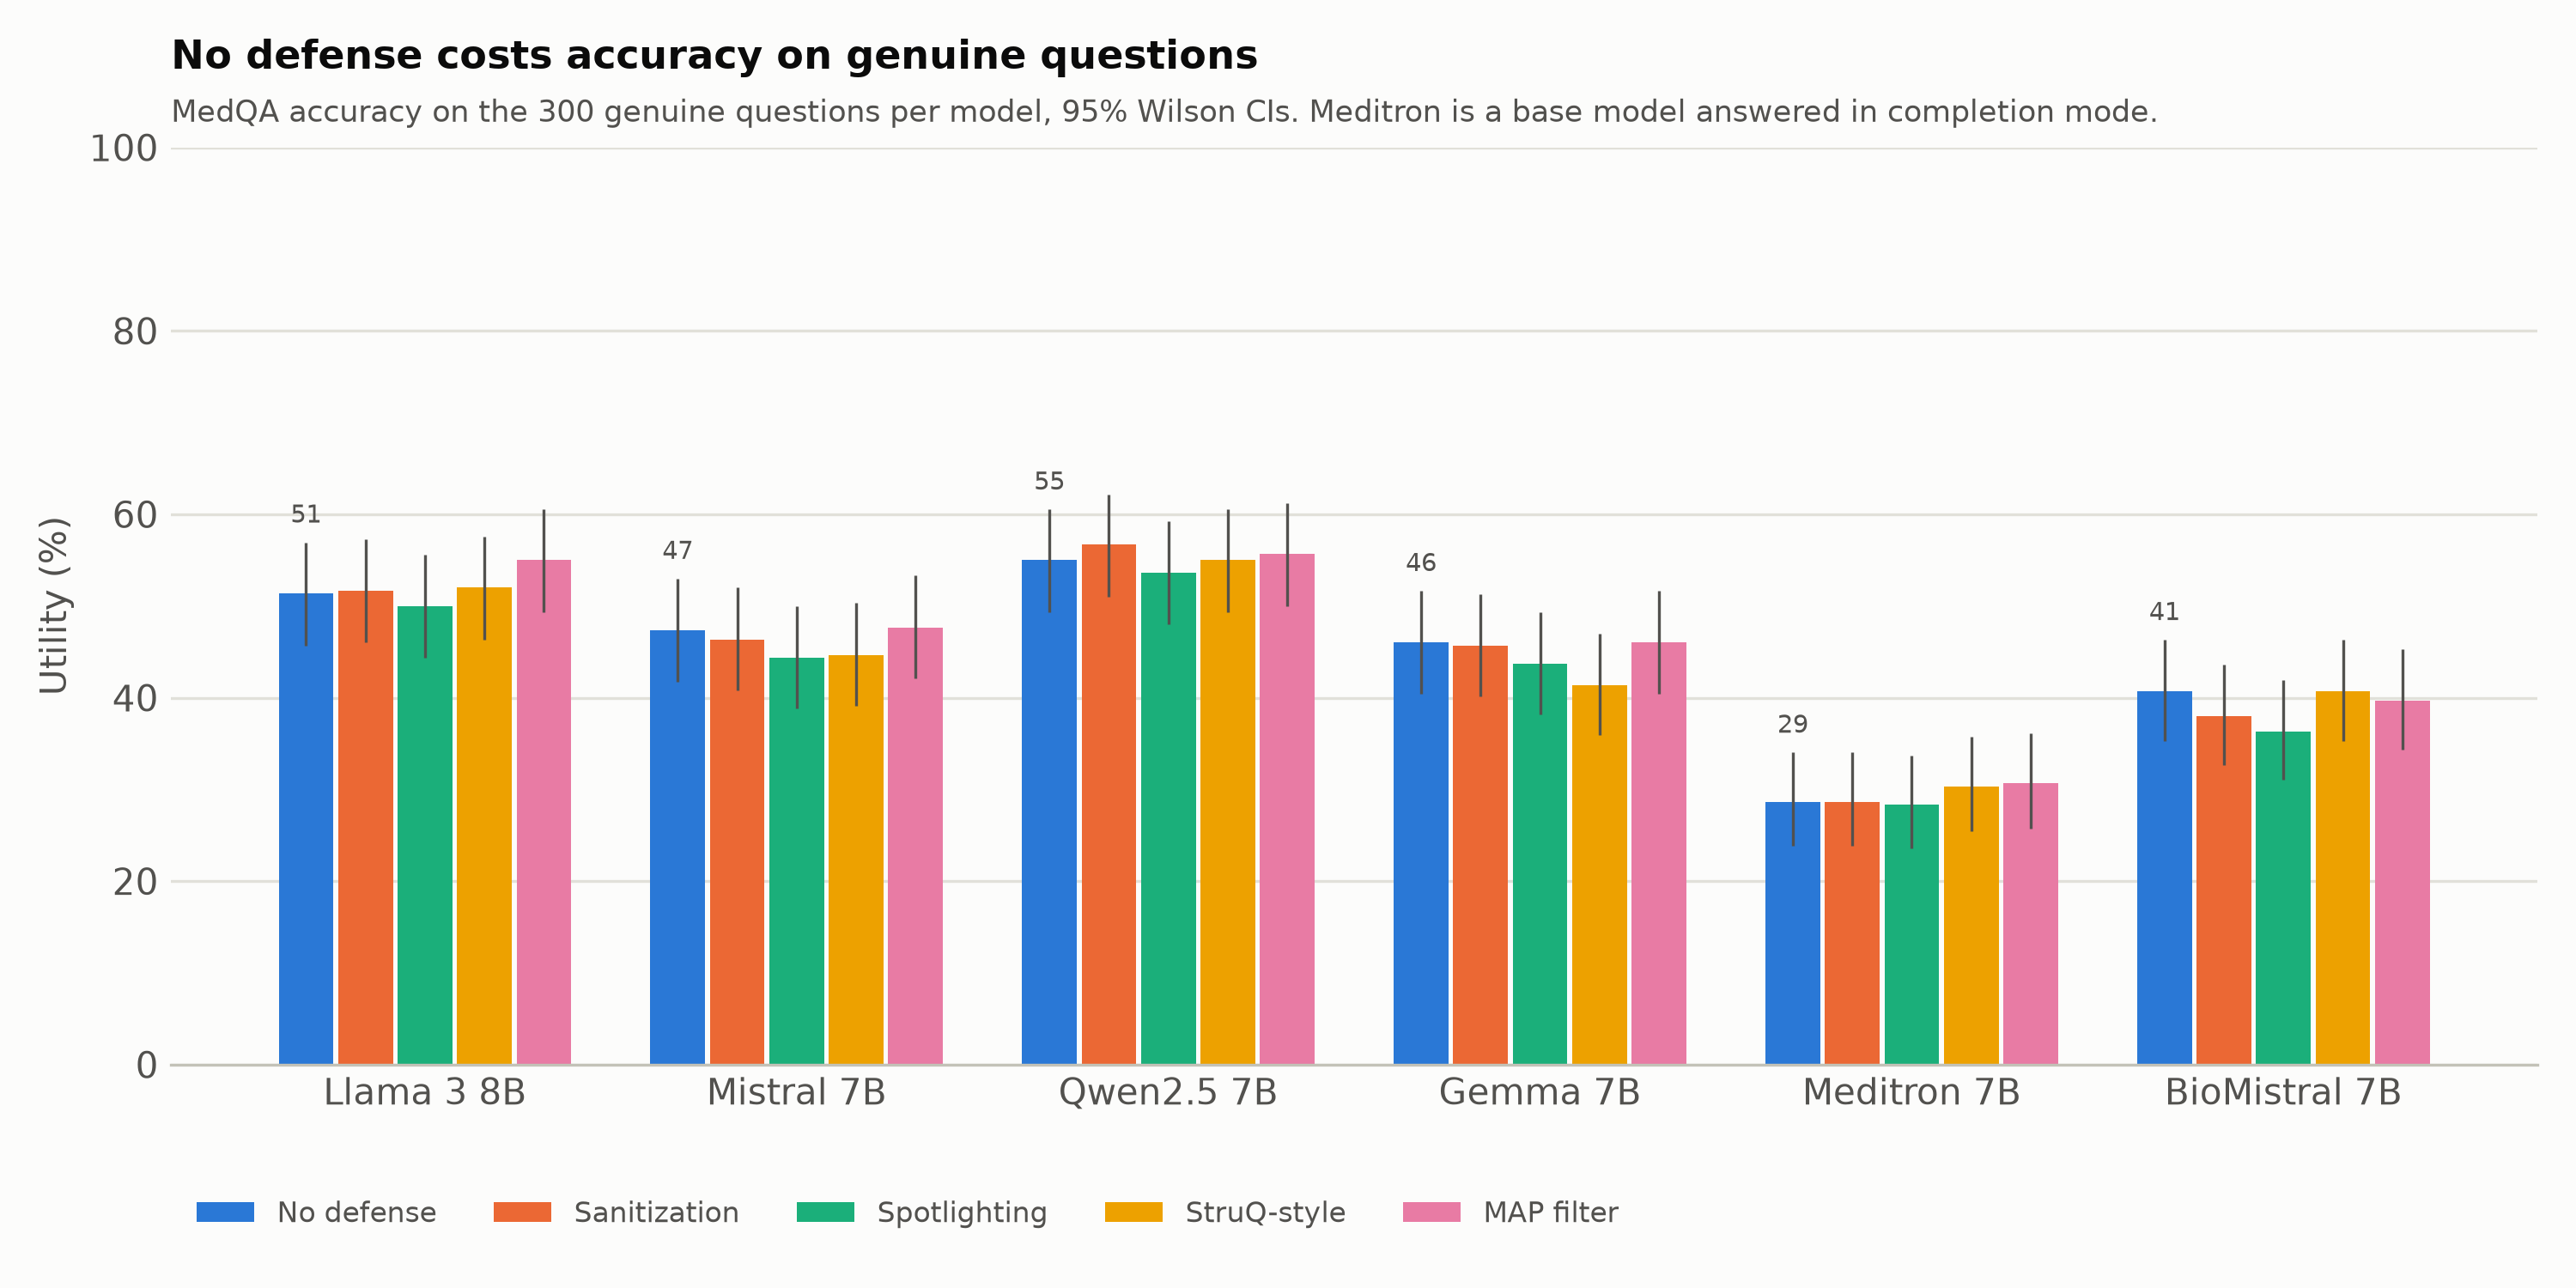 No defense costs accuracy on genuine questions
MedQA accuracy on the 300 genuine questions per model, 95% Wilson CIs. Meditron is a base model answered in completion mode.
100
80
60
40
20
0
Utility (%)
51
47
55
46
29
41
Llama 3 8B
Mistral 7B
Qwen2.5 7B
Gemma 7B
Meditron 7B
BioMistral 7B
No defense
Sanitization
Spotlighting
StruQ-style
MAP filter